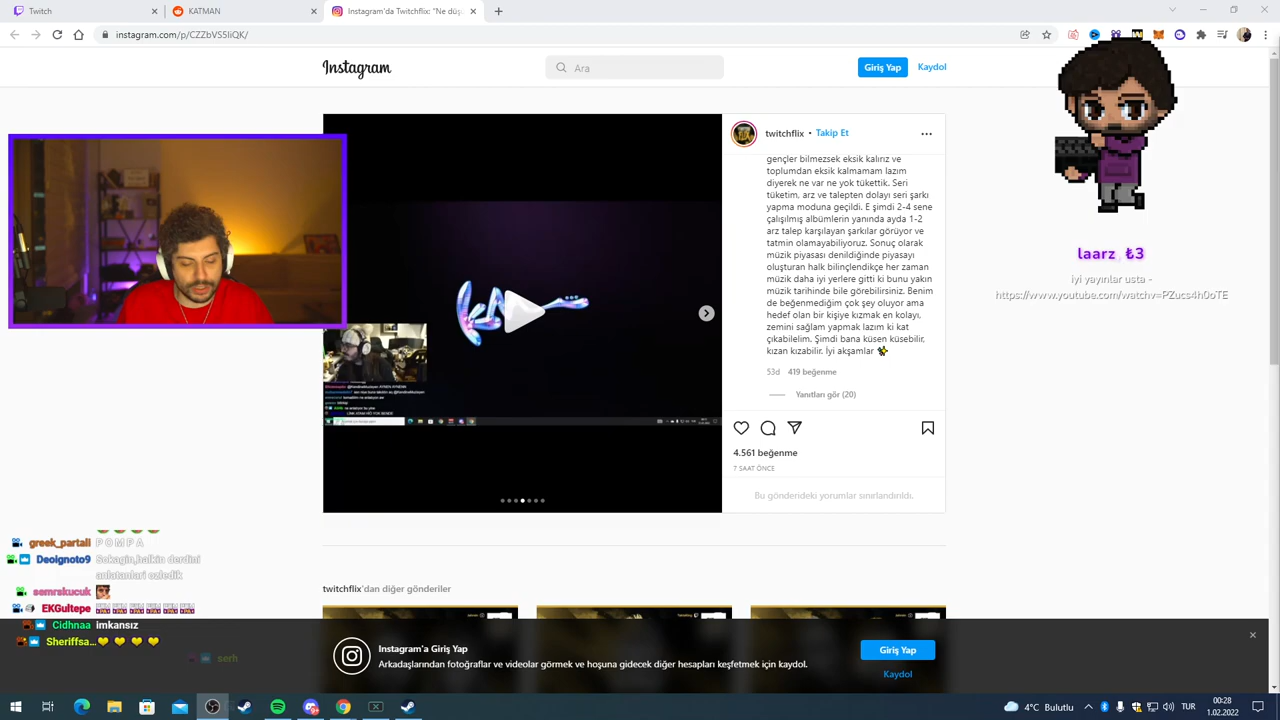 Twitch
KATMAN
Instagram'da Twitchflix: "Ne düş
instagram.com/p/CZZbVS5liQK/
Instagram
Ara
Giriş Yap
Kaydol
twitchflix • Takip Et
gençler bilmezsek eksik kalırız ve
toplumdan eksik kalmamam lazım
diyerek ne var ne yok tükettik. Seri
tüketim, arz ve talepten dolayı seri şarkı
yapma moduna geçildi. E şimdi 2-4 sene
çalışılmış albümlerin yanında ayda 1-2
arz talep karşılayan şarkılar görüyor ve
tatmin olamayabiliyoruz. Sonuç olarak
müzik piyasası denildiğinde piyasayı
oluşturan halk bilinçlendikçe her zaman
müzik daha iyi yerlere gitti ki bunu yakın
müzik tarihinde bile görebilirsiniz. Benim
de beğenmediğim çok şey oluyor ama
hedef olan bir kişiye kızmak en kolayı,
zemini sağlam yapmak lazım ki kat
çıkabilelim. Şimdi bana küsen küsebilir,
kızan kızabilir. İyi akşamlar
53d 419 beğenme
Yanıtları gör (20)
4.561 beğenme
7 SAAT ÖNCE
Bu gönderideki yorumlar sınırlandırıldı.
laarz ₺3
iyi yayınlar usta -
https://www.youtube.com/watchv=PZucs4h0oTE
greek_partali P O M P A
Deoignoto9 Sokagin,halkin derdini
anlatanlari ozledik
semrskucuk
EKGultepe
Cidhnaa imkansız
Sheriffsa...
serh
twitchflix'dan diğer gönderiler
Instagram'a Giriş Yap
Arkadaşlarından fotoğraflar ve videolar görmek ve hoşuna gidecek diğer hesapları keşfetmek için kaydol.
Giriş Yap
Kaydol
4°C Bulutlu
TUR
00:28
1.02.2022